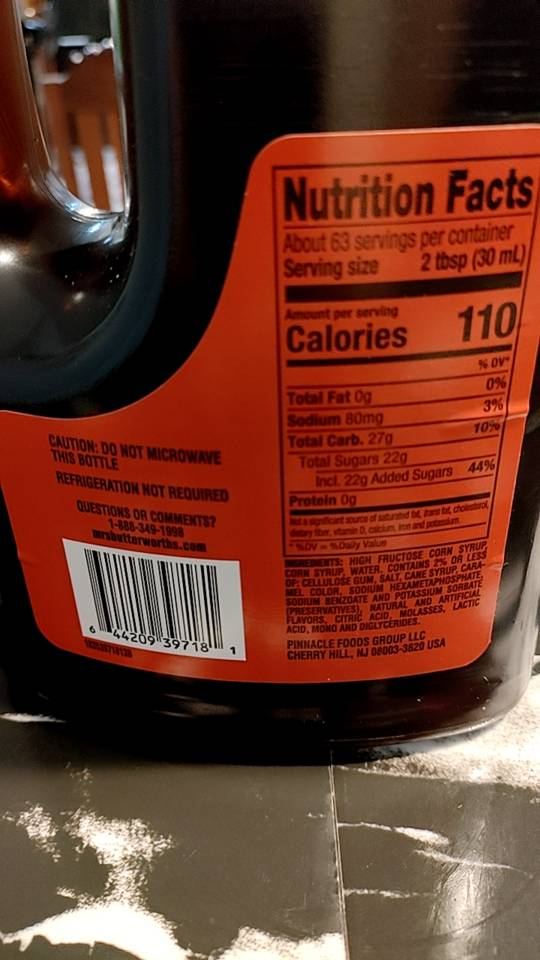 Nutrition Facts
About 63 servings per container
Serving size 2 tbsp (30 mL)
Amount per serving
Calories 110
% DV*
Total Fat 0g 0%
Sodium 80mg 3%
Total Carb. 27g 10%
Total Sugars 22g
Incl. 22g Added Sugars 44%
Protein 0g
Not a significant source of saturated fat, trans fat, cholesterol,
dietary fiber, vitamin D, calcium, iron and potassium.
* %DV = %Daily Value
INGREDIENTS: HIGH FRUCTOSE CORN SYRUP,
CORN SYRUP, WATER. CONTAINS 2% OR LESS
OF: CELLULOSE GUM, SALT, CANE SYRUP, CARA-
MEL COLOR, SODIUM HEXAMETAPHOSPHATE,
SODIUM BENZOATE AND POTASSIUM SORBATE
(PRESERVATIVES), NATURAL AND ARTIFICIAL
FLAVORS, CITRIC ACID, MOLASSES, LACTIC
ACID, MONO AND DIGLYCERIDES.
PINNACLE FOODS GROUP LLC
CHERRY HILL, NJ 08003-3620 USA
CAUTION: DO NOT MICROWAVE
THIS BOTTLE
REFRIGERATION NOT REQUIRED
QUESTIONS OR COMMENTS?
1-888-349-1998
mrsbutterworths.com
6 44209 39718 1